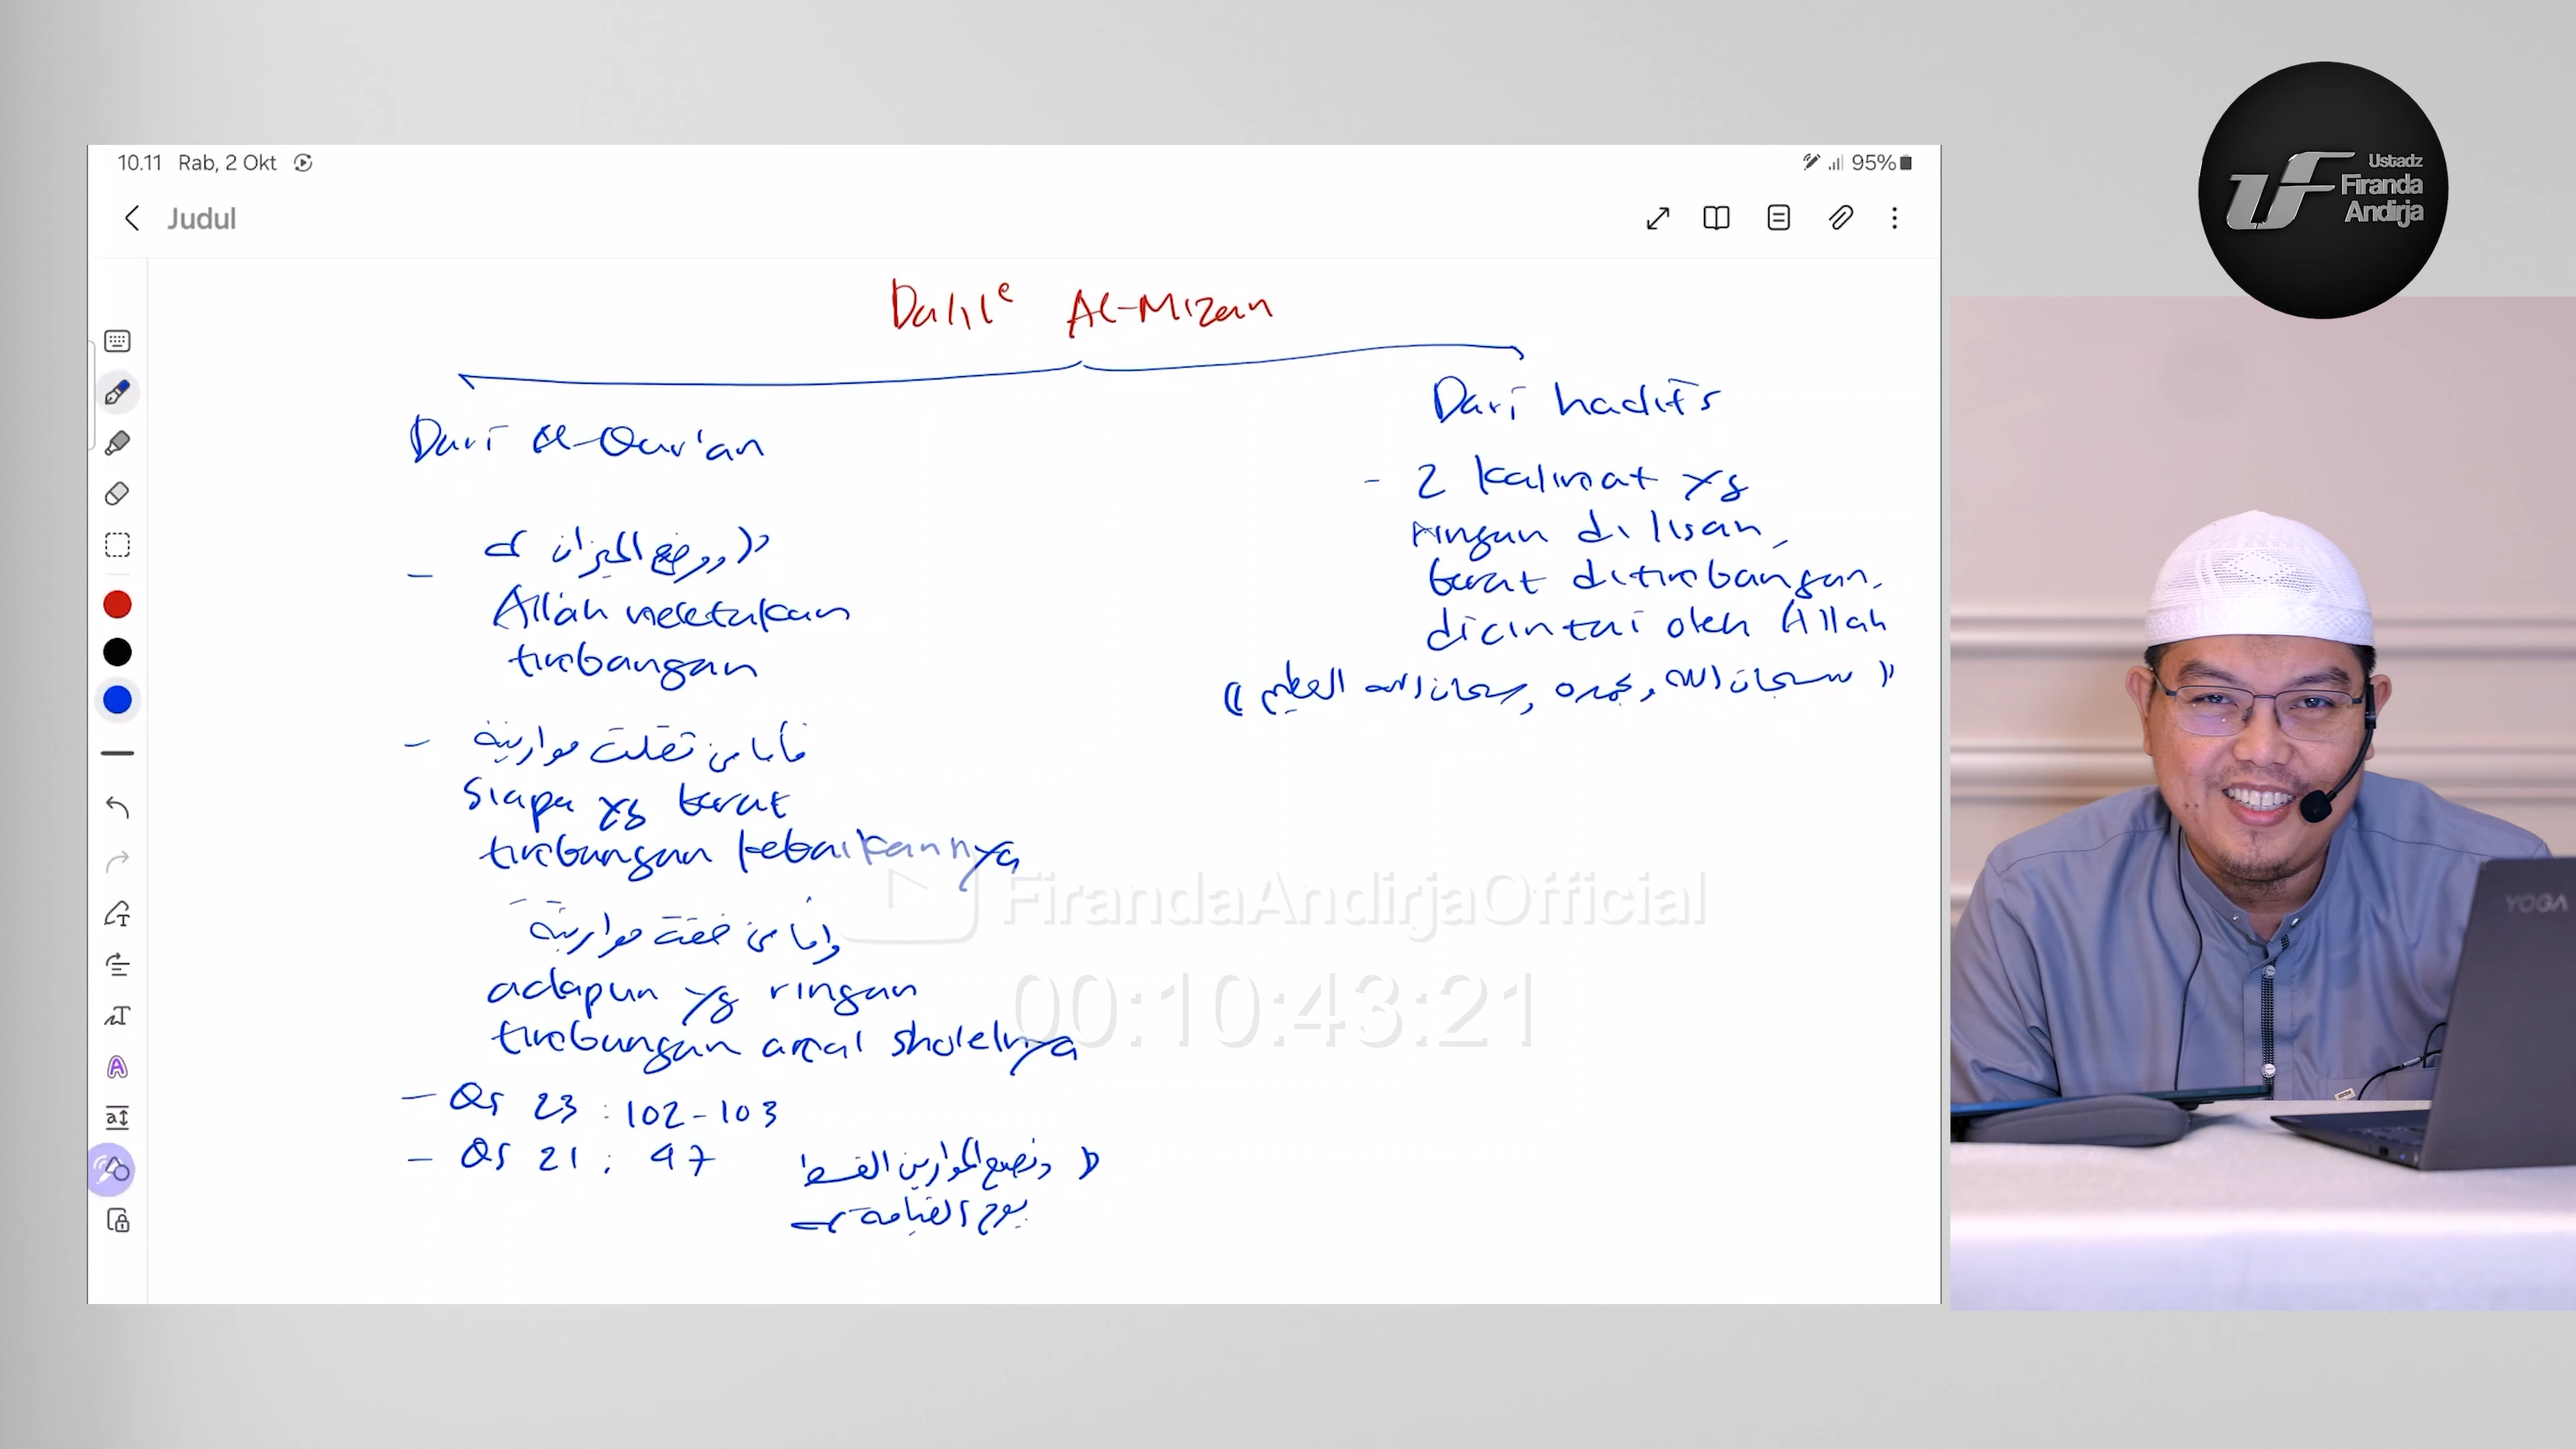 10.11 Rab, 2 Okt
95%
Judul
Ustadz
Firanda
Andirja
Dalil² Al-Mizan
Dari Al-Qur'an
((ووضع الميزان))
- Allah meletakan
timbangan
- فأما من ثقلت موازينه
Siapa yg berat
timbangan kebaikannya
وأما من خفت موازينه
adapun yg ringan
timbangan amal sholehnya
- QS 23 : 102-103
- QS 21 : 47 ((ونضع الموازين القسط
ليوم القيامة))
Dari hadits
- 2 kalimat yg
ringan di lisan,
berat ditimbangan,
dicintai oleh Allah
((سبحان الله وبحمده, سبحان الله العظيم))
FirandaAndirjaOfficial
00:10:43:21
YOGA
A
a